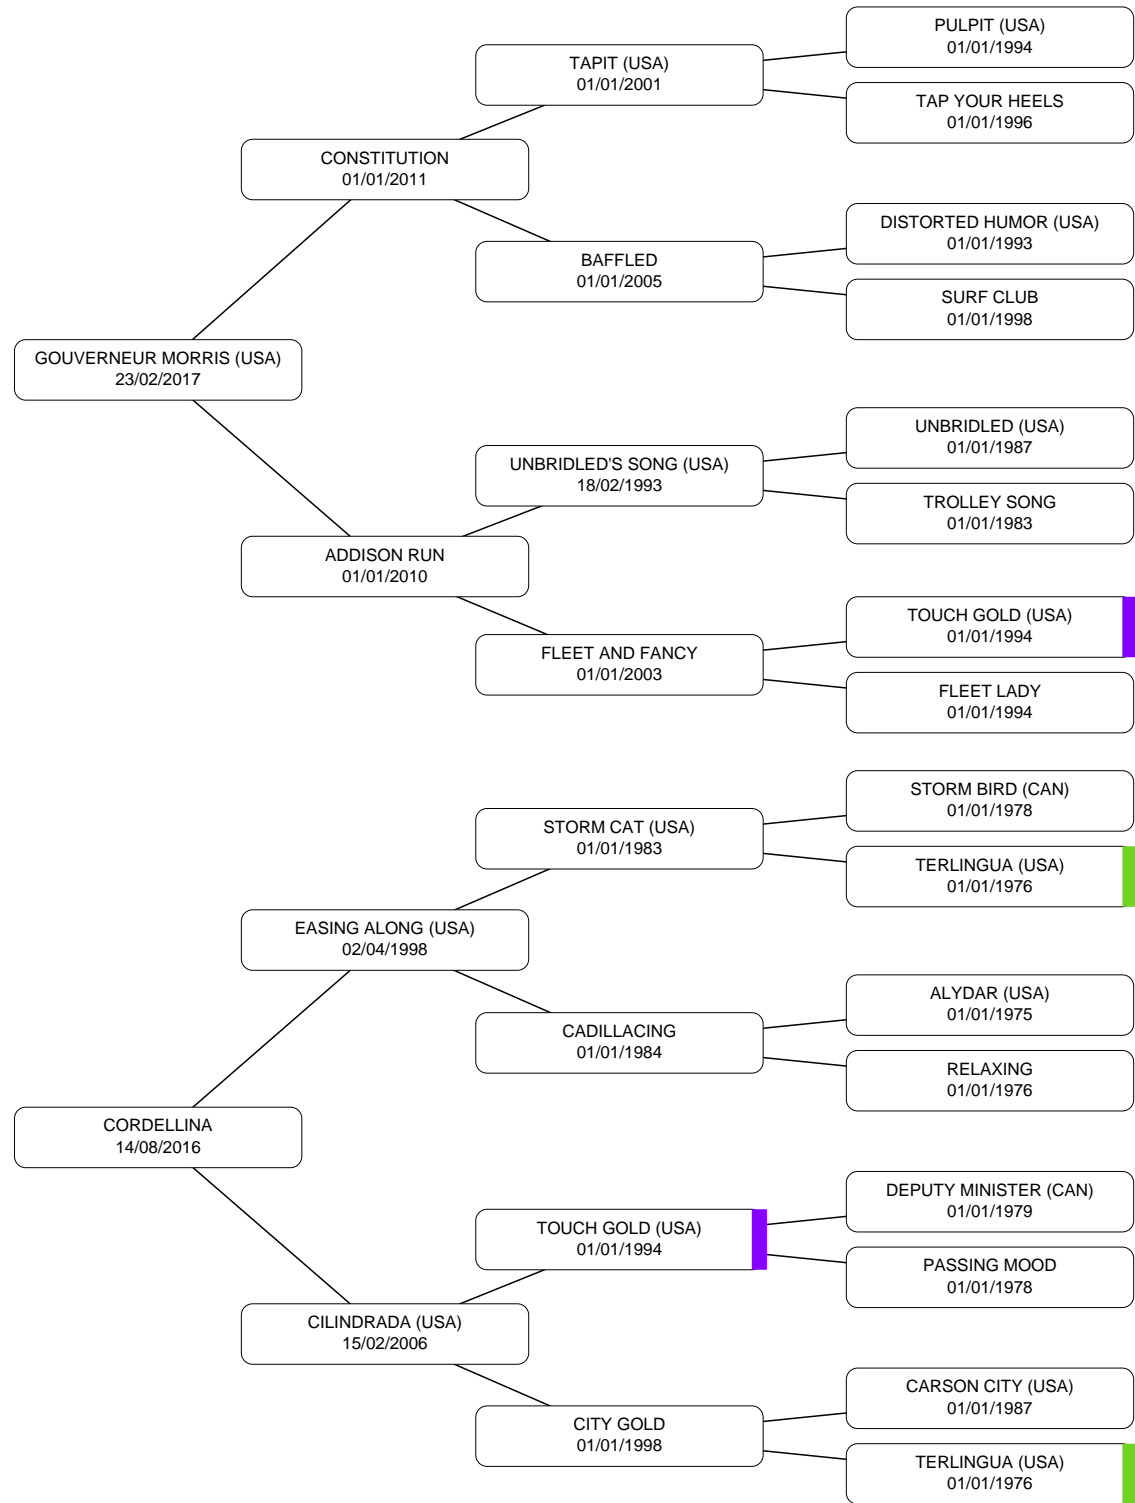 PULPIT (USA)
01/01/1994
TAPIT (USA)
01/01/2001
TAP YOUR HEELS
01/01/1996
CONSTITUTION
01/01/2011
DISTORTED HUMOR (USA)
01/01/1993
BAFFLED
01/01/2005
SURF CLUB
01/01/1998
GOUVERNEUR MORRIS (USA)
23/02/2017
UNBRIDLED (USA)
01/01/1987
UNBRIDLED'S SONG (USA)
18/02/1993
TROLLEY SONG
01/01/1983
ADDISON RUN
01/01/2010
TOUCH GOLD (USA)
01/01/1994
FLEET AND FANCY
01/01/2003
FLEET LADY
01/01/1994
STORM BIRD (CAN)
01/01/1978
STORM CAT (USA)
01/01/1983
TERLINGUA (USA)
01/01/1976
EASING ALONG (USA)
02/04/1998
ALYDAR (USA)
01/01/1975
CADILLACING
01/01/1984
RELAXING
01/01/1976
CORDELLINA
14/08/2016
DEPUTY MINISTER (CAN)
01/01/1979
TOUCH GOLD (USA)
01/01/1994
PASSING MOOD
01/01/1978
CILINDRADA (USA)
15/02/2006
CARSON CITY (USA)
01/01/1987
CITY GOLD
01/01/1998
TERLINGUA (USA)
01/01/1976